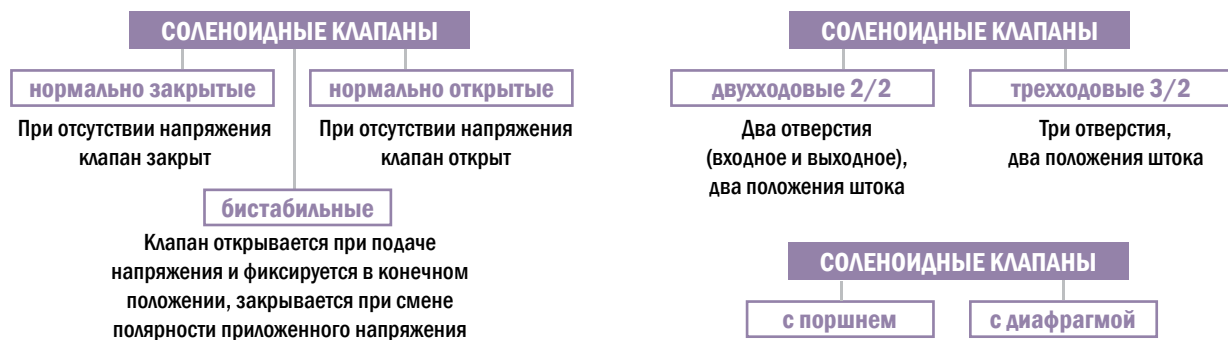 СОЛЕНОИДНЫЕ КЛАПАНЫ
нормально закрытые
При отсутствии напряжения
клапан закрыт
нормально открытые
При отсутствии напряжения
клапан открыт
бистабильные
Клапан открывается при подаче
напряжения и фиксируется в конечном
положении, закрывается при смене
полярности приложенного напряжения
СОЛЕНОИДНЫЕ КЛАПАНЫ
двухходовые 2/2
Два отверстия
(входное и выходное),
два положения штока
трехходовые 3/2
Три отверстия,
два положения штока
СОЛЕНОИДНЫЕ КЛАПАНЫ
с поршнем
с диафрагмой